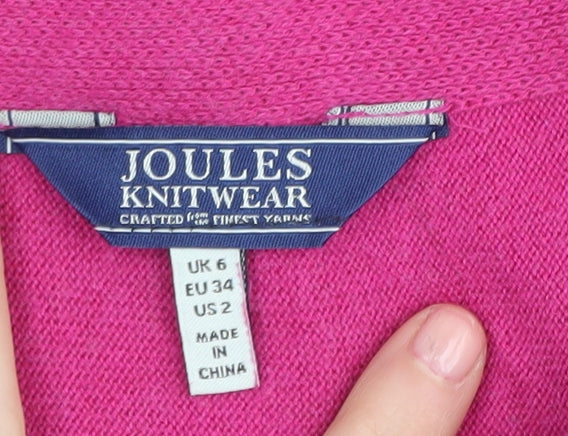 JOULES
KNITWEAR
CRAFTED from the FINEST YARNS
UK 6
EU 34
US 2
MADE
IN
CHINA